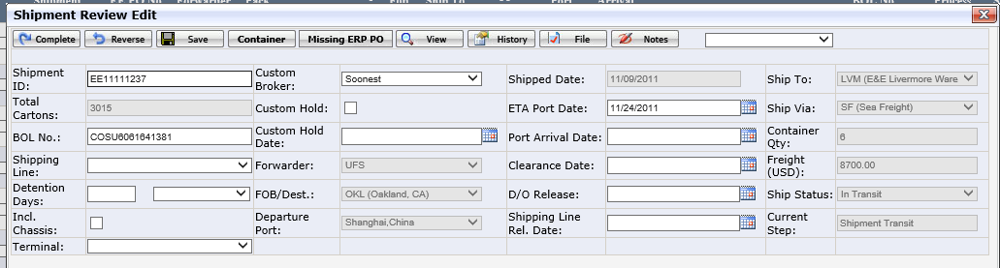 Shipment Review Edit
Complete Reverse Save Container Missing ERP PO View History File Notes
Shipment ID: EE11111237 Custom Broker: Soonest Shipped Date: 11/09/2011 Ship To: LVM (E&E Livermore Ware
Total Cartons: 3015 Custom Hold: ETA Port Date: 11/24/2011 Ship Via: SF (Sea Freight)
BOL No.: COSU6061641381 Custom Hold Date: Port Arrival Date: Container Qty: 6
Shipping Line: Forwarder: UFS Clearance Date: Freight (USD): 8700.00
Detention Days: FOB/Dest.: OKL (Oakland, CA) D/O Release: Ship Status: In Transit
Incl. Chassis: Departure Port: Shanghai,China Shipping Line Rel. Date: Current Step: Shipment Transit
Terminal: